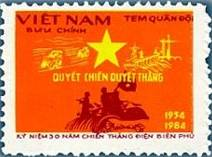 VIỆT NAM TEM QUÂN ĐỘI
BƯU CHÍNH
QUYẾT CHIẾN QUYẾT THẮNG
1954
1984
KỶ NIỆM 30 NĂM CHIẾN THẮNG ĐIỆN BIÊN PHỦ